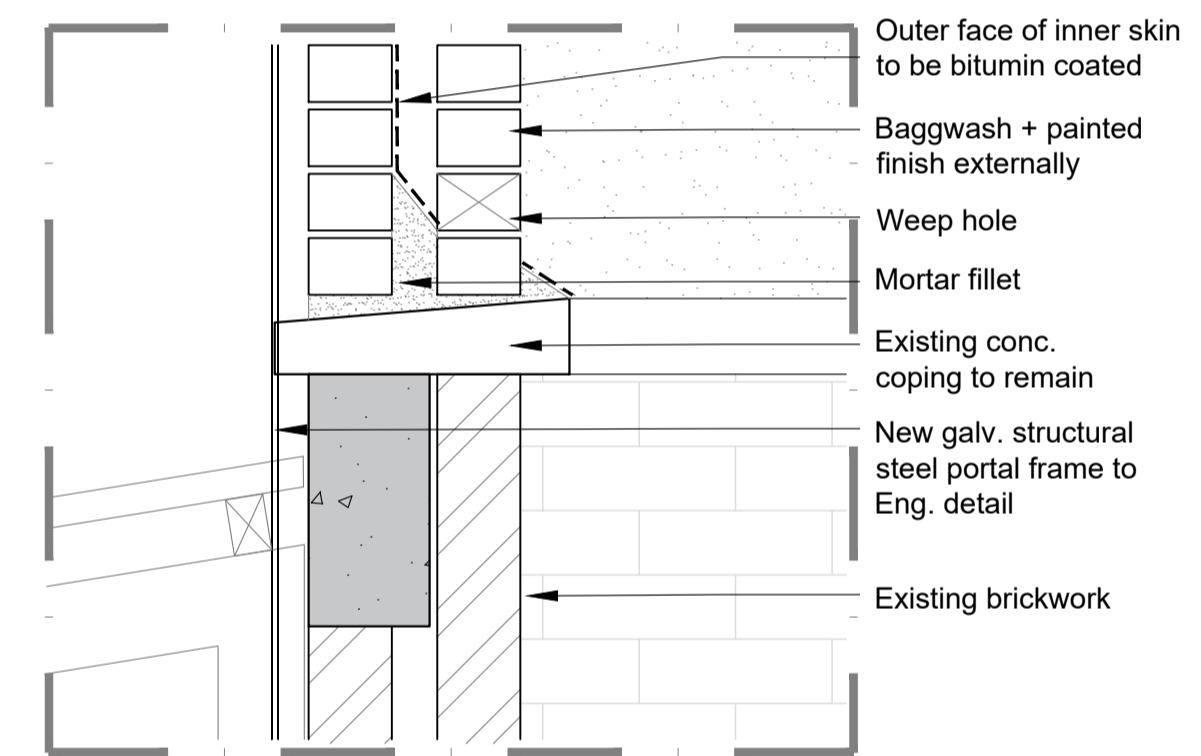 Outer face of inner skin
to be bitumin coated
Baggwash + painted
finish externally
Weep hole
Mortar fillet
Existing conc.
coping to remain
New galv. structural
steel portal frame to
Eng. detail
Existing brickwork